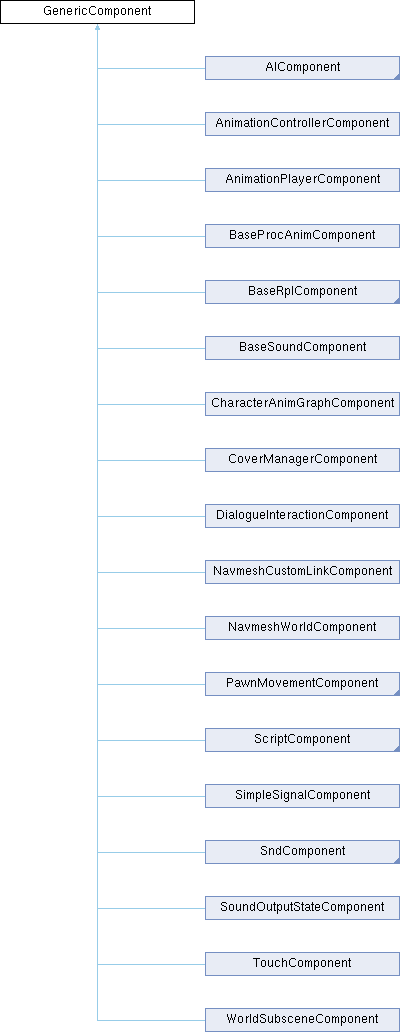 GenericComponent
AIComponent
AnimationControllerComponent
AnimationPlayerComponent
BaseProcAnimComponent
BaseRplComponent
BaseSoundComponent
CharacterAnimGraphComponent
CoverManagerComponent
DialogueInteractionComponent
NavmeshCustomLinkComponent
NavmeshWorldComponent
PawnMovementComponent
ScriptComponent
SimpleSignalComponent
SndComponent
SoundOutputStateComponent
TouchComponent
WorldSubsceneComponent